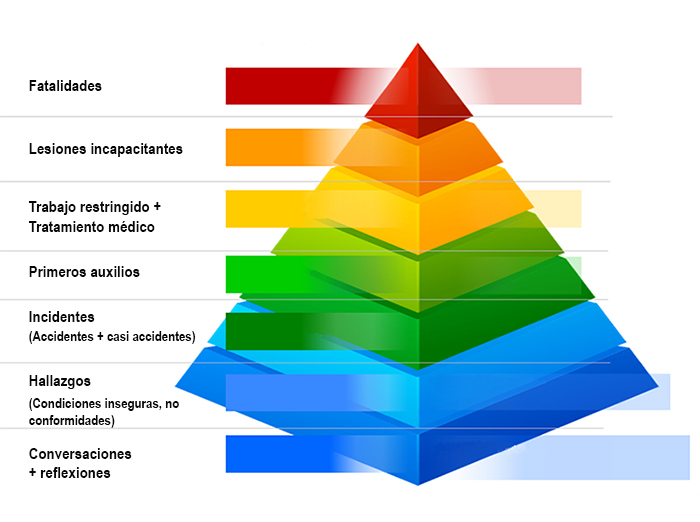 Fatalidades
Lesiones incapacitantes
Trabajo restringido +
Tratamiento médico
Primeros auxilios
Incidentes
(Accidentes + casi accidentes)
Hallazgos
(Condiciones inseguras, no
conformidades)
Conversaciones
+ reflexiones